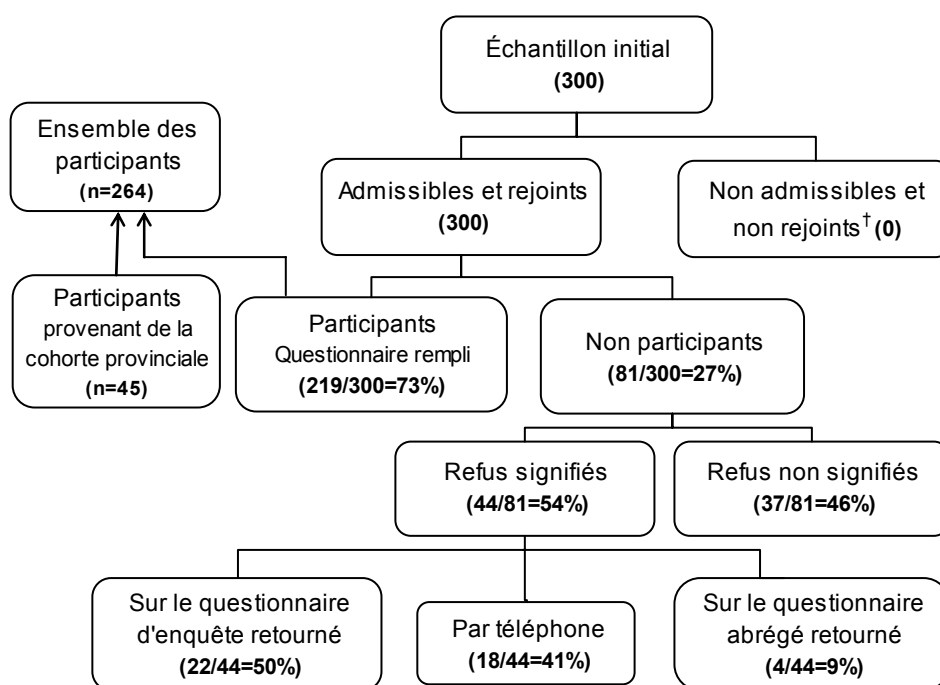 Échantillon initial
(300)
Ensemble des
participants
(n=264)
Admissibles et rejoints
(300)
Non admissibles et
non rejoints† (0)
Participants
provenant de la
cohorte provinciale
(n=45)
Participants
Questionnaire rempli
(219/300=73%)
Non participants
(81/300=27%)
Refus signifiés
(44/81=54%)
Refus non signifiés
(37/81=46%)
Sur le questionnaire
d'enquête retourné
(22/44=50%)
Par téléphone
(18/44=41%)
Sur le questionnaire
abrégé retourné
(4/44=9%)